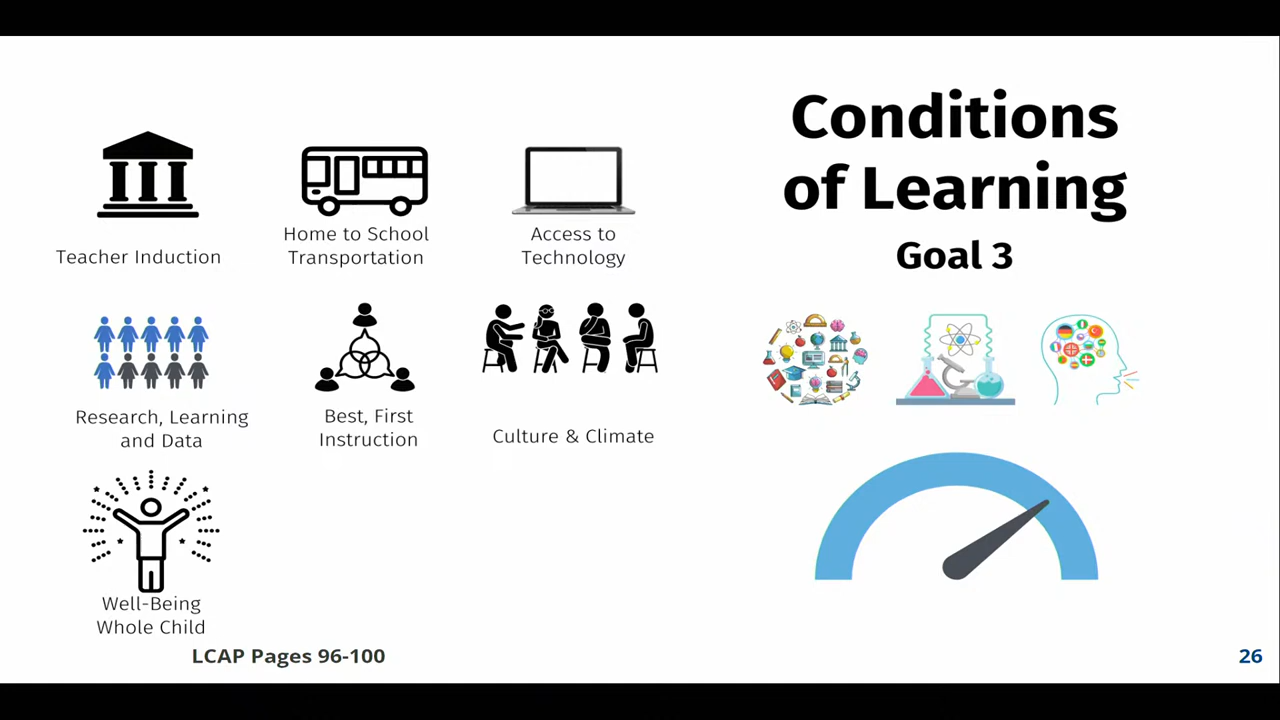 Conditions
of Learning
Goal 3
Teacher Induction
Home to School
Transportation
Access to
Technology
Research, Learning
and Data
Best, First
Instruction
Culture & Climate
Well-Being
Whole Child
LCAP Pages 96-100
26